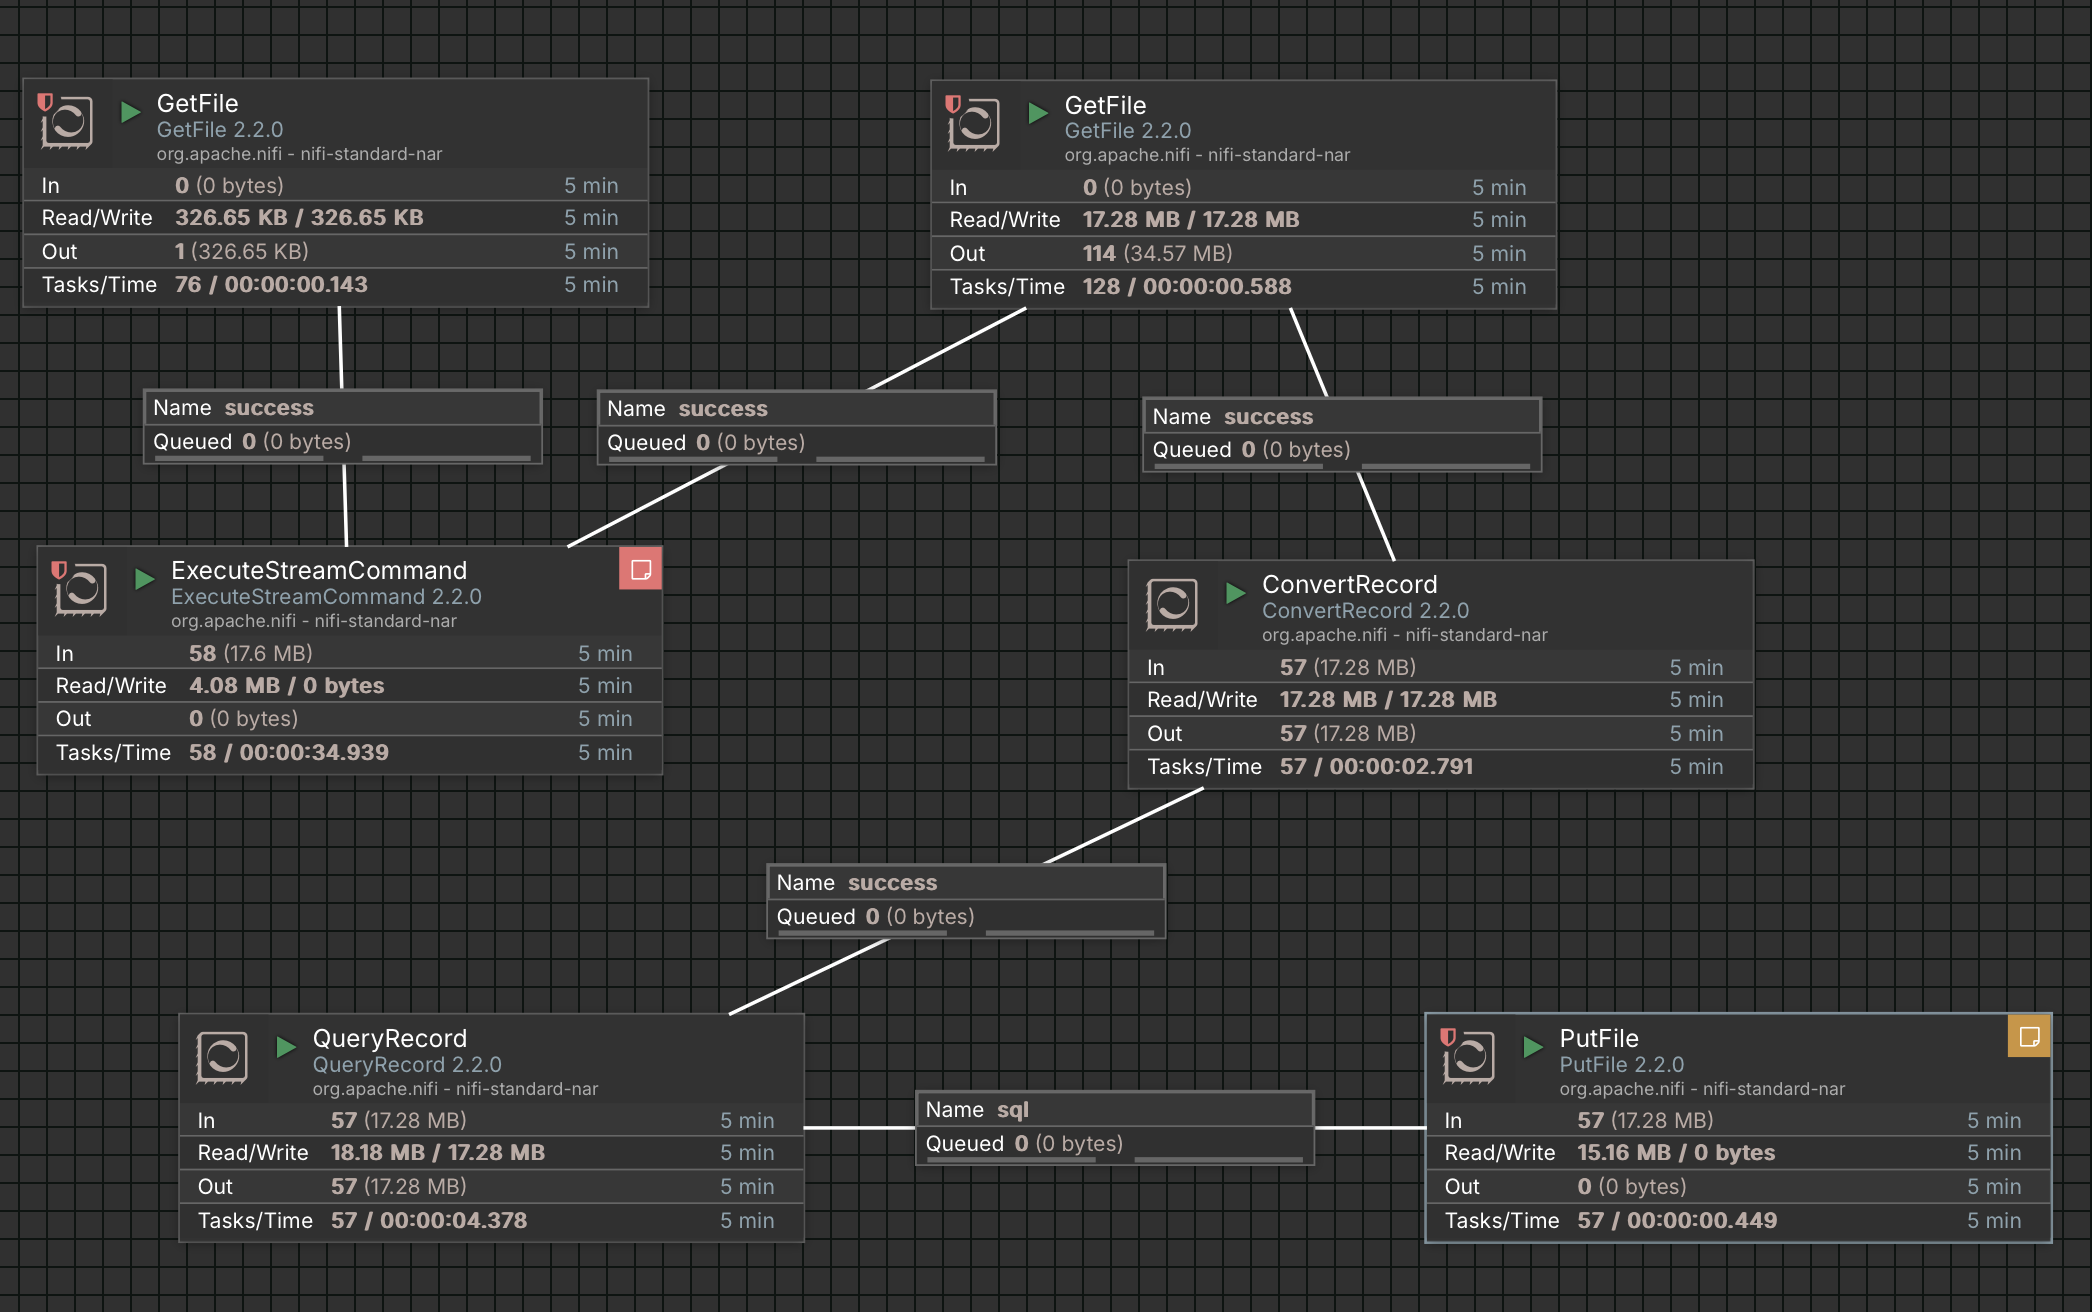 GetFile
GetFile 2.2.0
org.apache.nifi - nifi-standard-nar
In 0 (0 bytes) 5 min
Read/Write 326.65 KB / 326.65 KB 5 min
Out 1 (326.65 KB) 5 min
Tasks/Time 76 / 00:00:00.143 5 min
GetFile
GetFile 2.2.0
org.apache.nifi - nifi-standard-nar
In 0 (0 bytes) 5 min
Read/Write 17.28 MB / 17.28 MB 5 min
Out 114 (34.57 MB) 5 min
Tasks/Time 128 / 00:00:00.588 5 min
Name success
Queued 0 (0 bytes)
Name success
Queued 0 (0 bytes)
Name success
Queued 0 (0 bytes)
ExecuteStreamCommand
ExecuteStreamCommand 2.2.0
org.apache.nifi - nifi-standard-nar
In 58 (17.6 MB) 5 min
Read/Write 4.08 MB / 0 bytes 5 min
Out 0 (0 bytes) 5 min
Tasks/Time 58 / 00:00:34.939 5 min
ConvertRecord
ConvertRecord 2.2.0
org.apache.nifi - nifi-standard-nar
In 57 (17.28 MB) 5 min
Read/Write 17.28 MB / 17.28 MB 5 min
Out 57 (17.28 MB) 5 min
Tasks/Time 57 / 00:00:02.791 5 min
Name success
Queued 0 (0 bytes)
QueryRecord
QueryRecord 2.2.0
org.apache.nifi - nifi-standard-nar
In 57 (17.28 MB) 5 min
Read/Write 18.18 MB / 17.28 MB 5 min
Out 57 (17.28 MB) 5 min
Tasks/Time 57 / 00:00:04.378 5 min
Name sql
Queued 0 (0 bytes)
PutFile
PutFile 2.2.0
org.apache.nifi - nifi-standard-nar
In 57 (17.28 MB) 5 min
Read/Write 15.16 MB / 0 bytes 5 min
Out 0 (0 bytes) 5 min
Tasks/Time 57 / 00:00:00.449 5 min